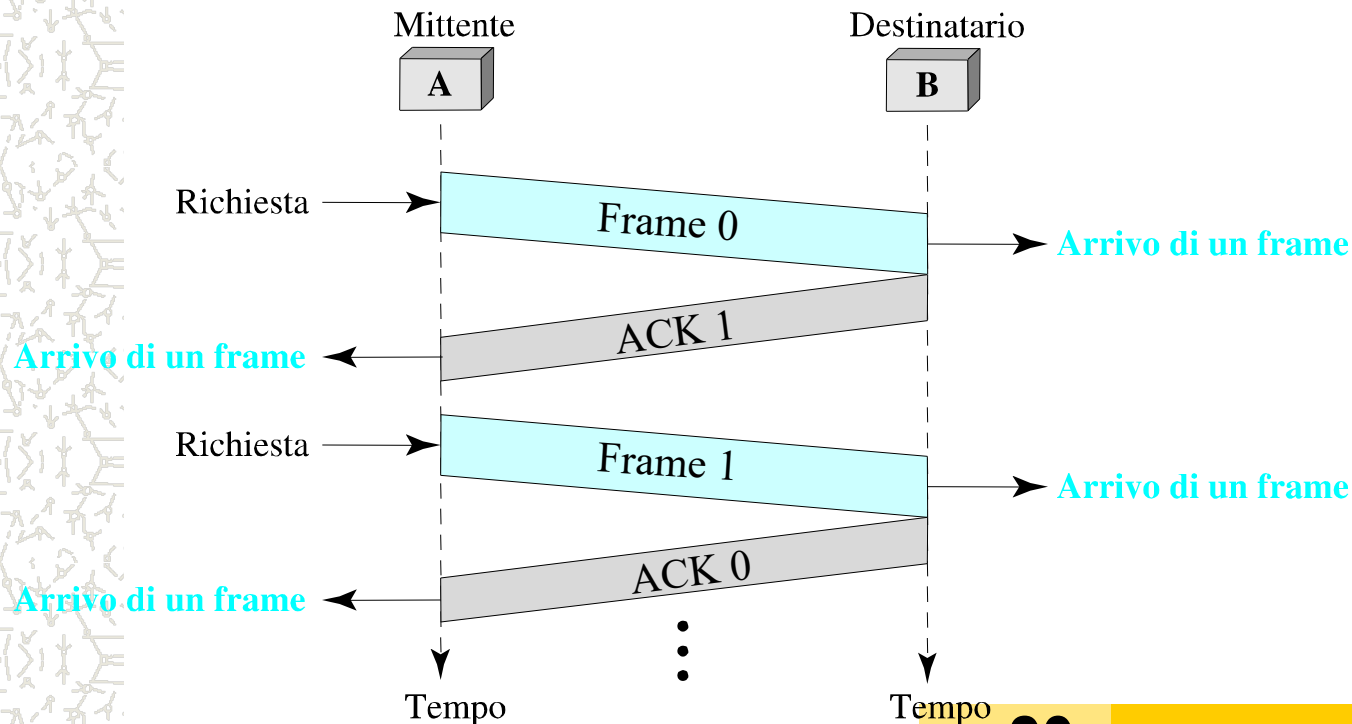 Mittente
Destinatario
A
B
Richiesta
Frame 0
Arrivo di un frame
ACK 1
Arrivo di un frame
Richiesta
Frame 1
Arrivo di un frame
ACK 0
Arrivo di un frame
Tempo
Tempo